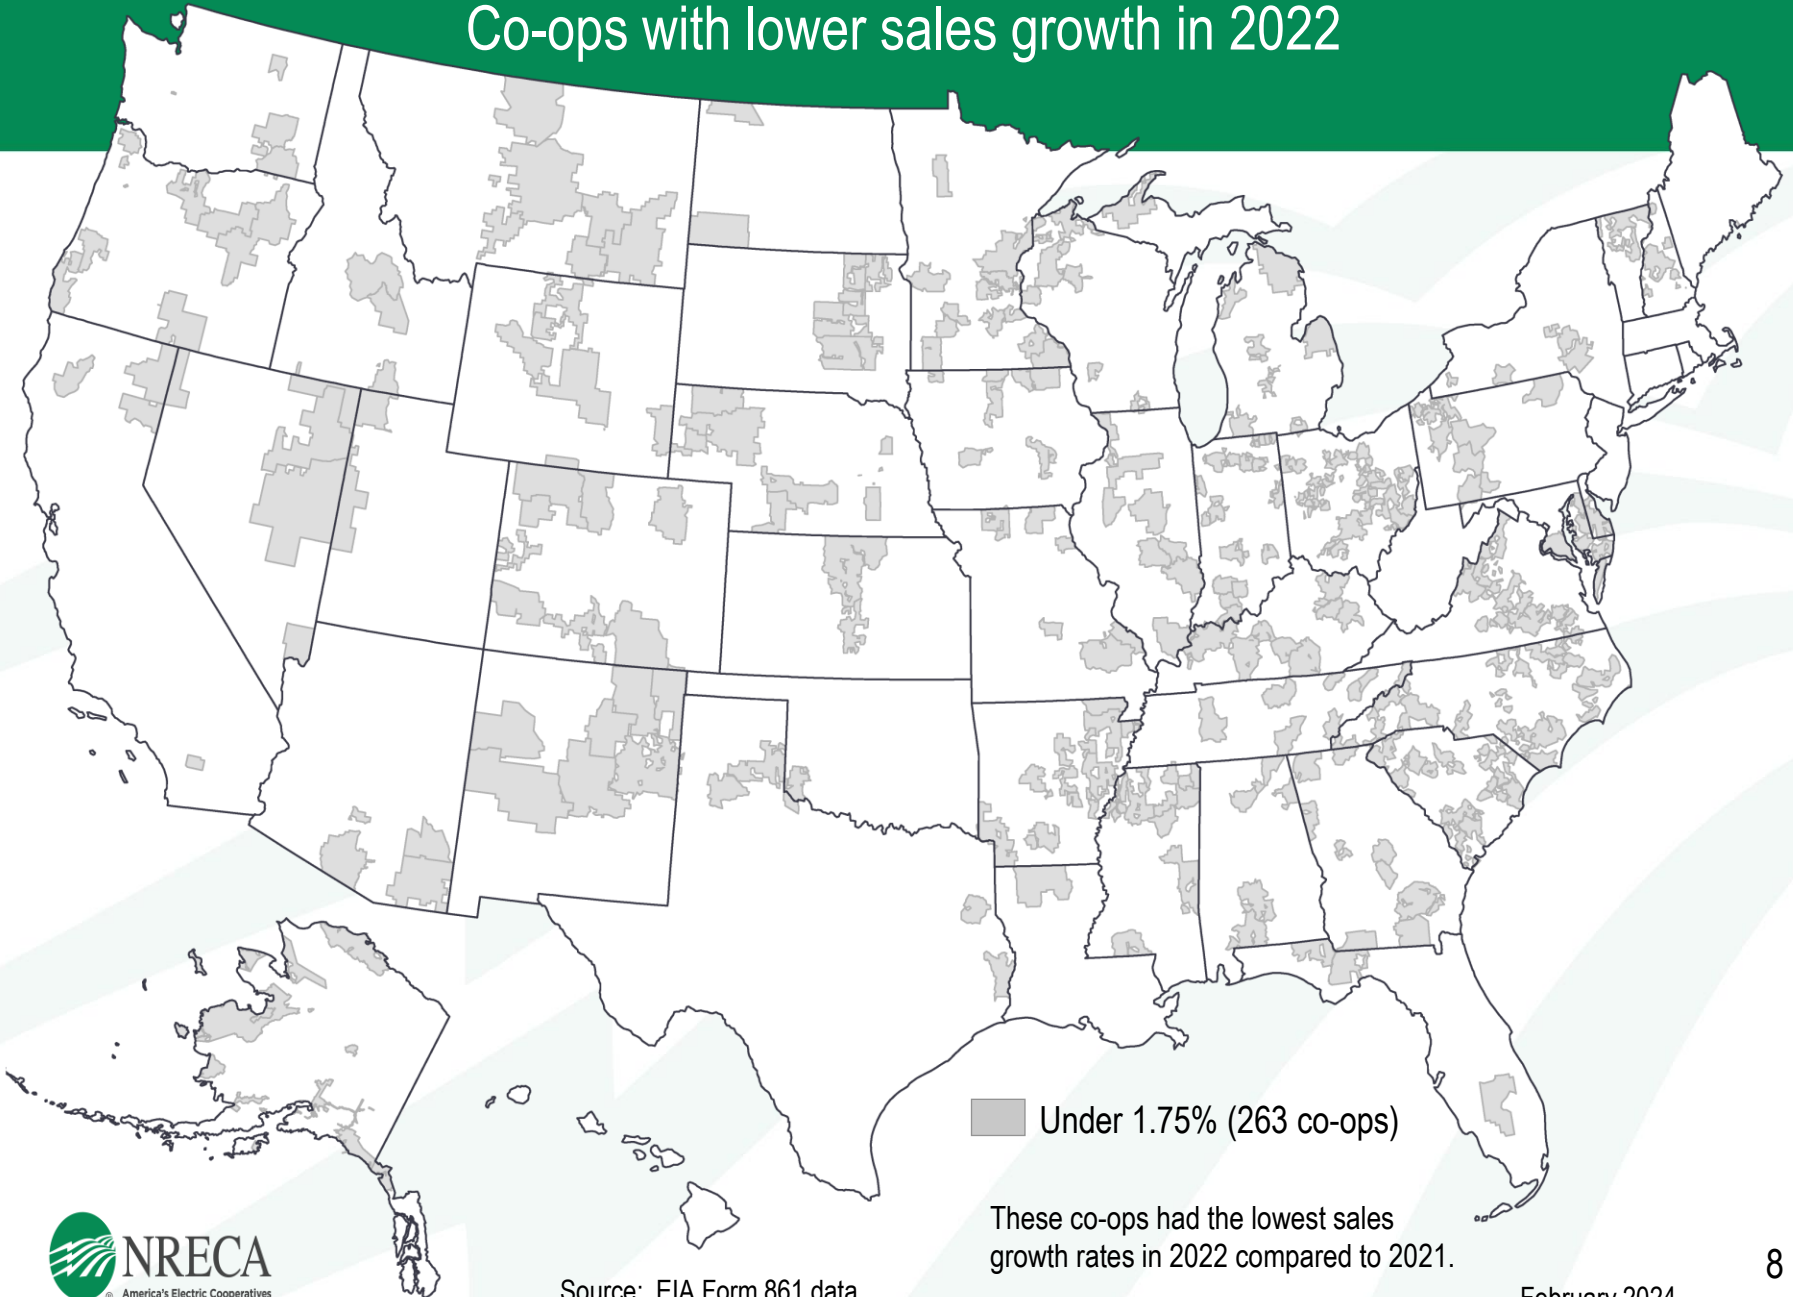 Co-ops with lower sales growth in 2022
Under 1.75% (263 co-ops)
These co-ops had the lowest sales
growth rates in 2022 compared to 2021.
8
NRECA
® America's Electric Cooperatives
Source: EIA Form 861 data
February 2024